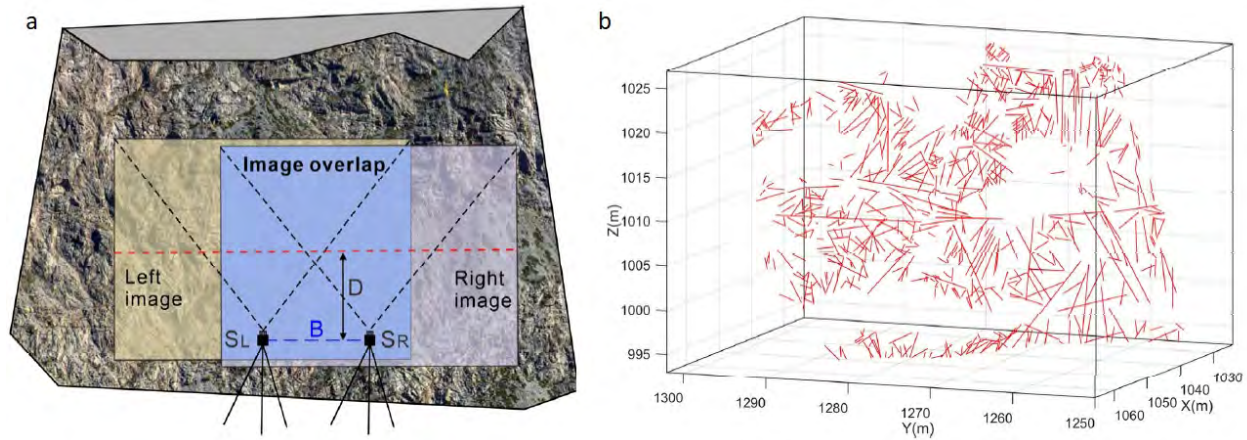 a
Image overlap
Left
image
Right
image
D
B
SL
SR
b
Z(m)
1025
1020
1015
1010
1005
1000
995
1300
1290
1280
1270
1260
1250
Y(m)
1060
1050
1040
1030
X(m)